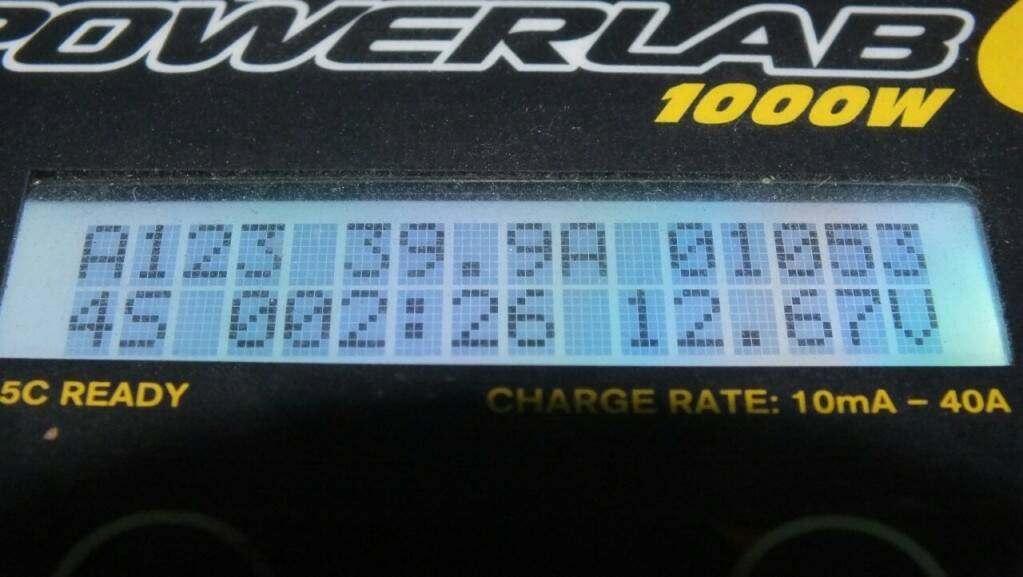 POWERLAB
1000W
A123 39.9A 01053
4S 002:26 12.67V
5C READY
CHARGE RATE: 10mA – 40A